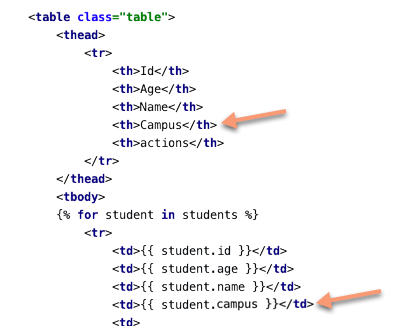 <table class="table">
<thead>
<tr>
<th>Id</th>
<th>Age</th>
<th>Name</th>
<th>Campus</th>
<th>actions</th>
</tr>
</thead>
<tbody>
{% for student in students %}
<tr>
<td>{{ student.id }}</td>
<td>{{ student.age }}</td>
<td>{{ student.name }}</td>
<td>{{ student.campus }}</td>
<td>